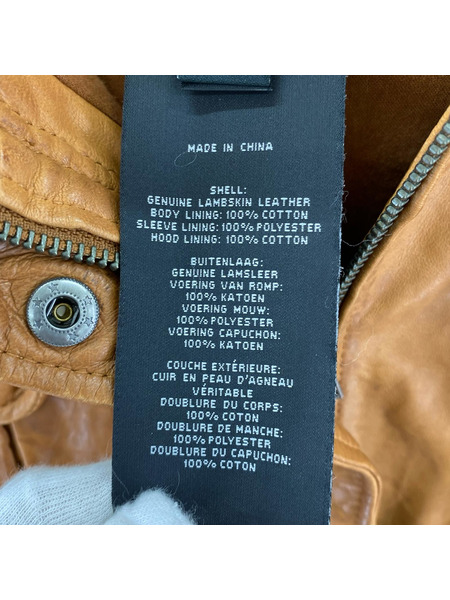 MADE IN CHINA
SHELL:
GENUINE LAMBSKIN LEATHER
BODY LINING: 100% COTTON
SLEEVE LINING: 100% POLYESTER
HOOD LINING: 100% COTTON
BUITENLAAG:
GENUINE LAMSLEER
VOERING VAN ROMP:
100% KATOEN
VOERING MOUW:
100% POLYESTER
VOERING CAPUCHON:
100% KATOEN
COUCHE EXTÉRIEURE:
CUIR EN PEAU D'AGNEAU
VÉRITABLE
DOUBLURE DU CORPS:
100% COTON
DOUBLURE DE MANCHE:
100% POLYESTER
DOUBLURE DU CAPUCHON:
100% COTON